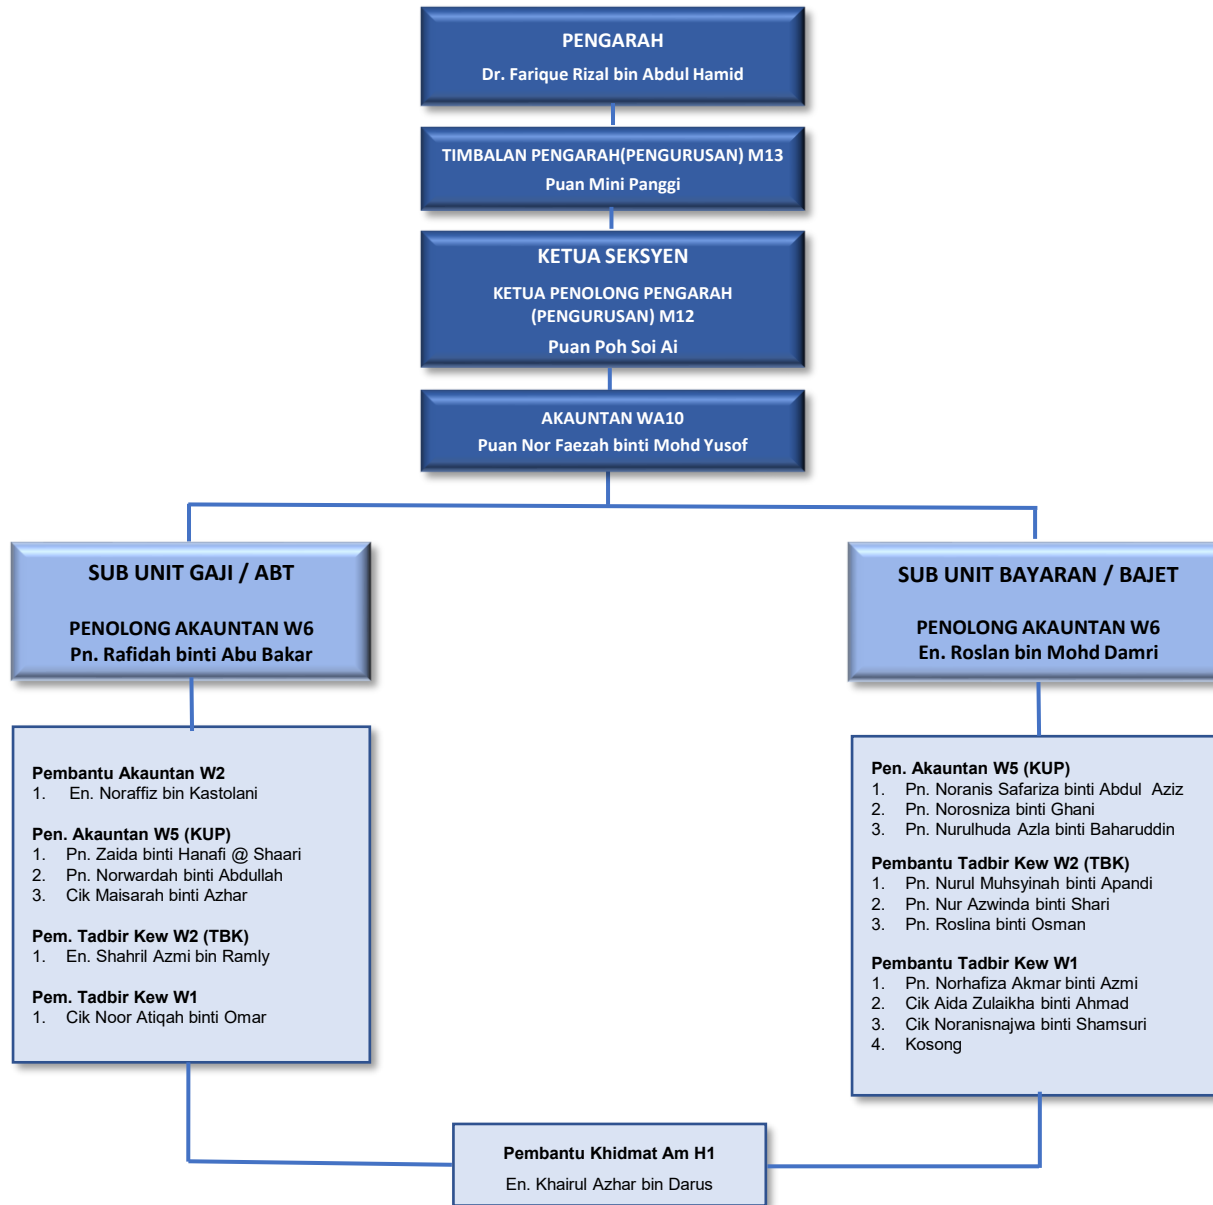 PENGARAH
Dr. Farique Rizal bin Abdul Hamid
TIMBALAN PENGARAH(PENGURUSAN) M13
Puan Mini Panggi
KETUA SEKSYEN
KETUA PENOLONG PENGARAH
(PENGURUSAN) M12
Puan Poh Soi Ai
AKAUNTAN WA10
Puan Nor Faezah binti Mohd Yusof
SUB UNIT GAJI / ABT
PENOLONG AKAUNTAN W6
Pn. Rafidah binti Abu Bakar
Pembantu Akauntan W2
1. En. Noraffiz bin Kastolani
Pen. Akauntan W5 (KUP)
1. Pn. Zaida binti Hanafi @ Shaari
2. Pn. Norwardah binti Abdullah
3. Cik Maisarah binti Azhar
Pem. Tadbir Kew W2 (TBK)
1. En. Shahril Azmi bin Ramly
Pem. Tadbir Kew W1
1. Cik Noor Atiqah binti Omar
SUB UNIT BAYARAN / BAJET
PENOLONG AKAUNTAN W6
En. Roslan bin Mohd Damri
Pen. Akauntan W5 (KUP)
1. Pn. Noranis Safariza binti Abdul Aziz
2. Pn. Norosniza binti Ghani
3. Pn. Nurulhuda Azla binti Baharuddin
Pembantu Tadbir Kew W2 (TBK)
1. Pn. Nurul Muhsyinah binti Apandi
2. Pn. Nur Azwinda binti Shari
3. Pn. Roslina binti Osman
Pembantu Tadbir Kew W1
1. Pn. Norhafiza Akmar binti Azmi
2. Cik Aida Zulaikha binti Ahmad
3. Cik Noranisnajwa binti Shamsuri
4. Kosong
Pembantu Khidmat Am H1
En. Khairul Azhar bin Darus